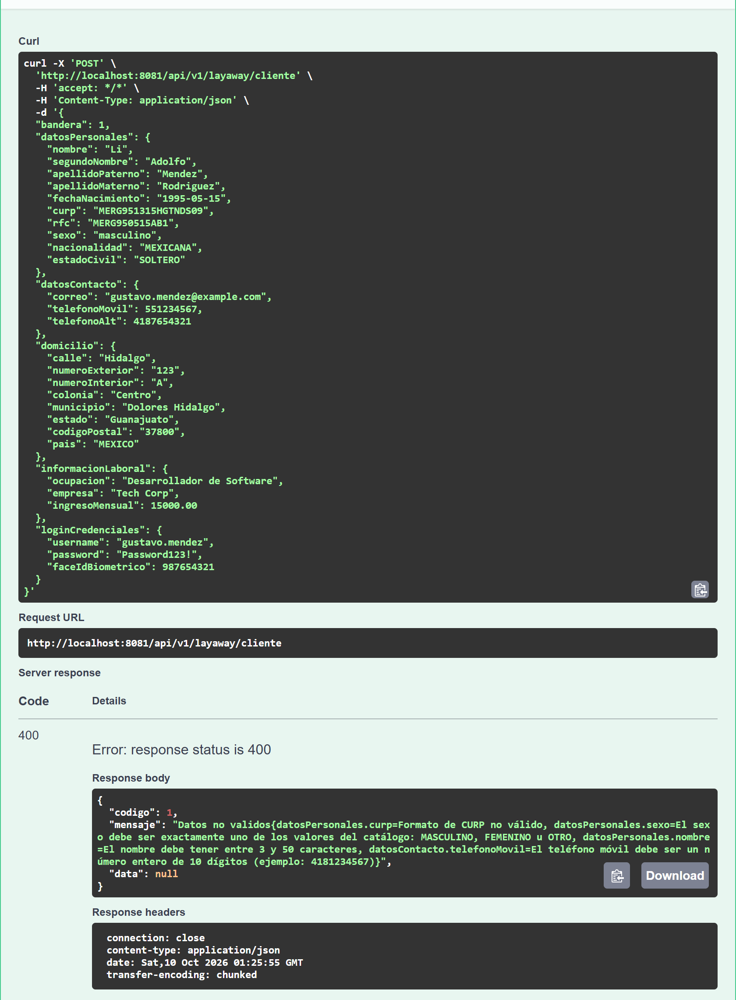 Curl
curl -X 'POST' \
  'http://localhost:8081/api/v1/layaway/cliente' \
  -H 'accept: */*' \
  -H 'Content-Type: application/json' \
  -d '{
  "bandera": 1,
  "datosPersonales": {
    "nombre": "Li",
    "segundoNombre": "Adolfo",
    "apellidoPaterno": "Mendez",
    "apellidoMaterno": "Rodriguez",
    "fechaNacimiento": "1995-05-15",
    "curp": "MERG951315HGTNDS09",
    "rfc": "MERG950515AB1",
    "sexo": "masculino",
    "nacionalidad": "MEXICANA",
    "estadoCivil": "SOLTERO"
  },
  "datosContacto": {
    "correo": "gustavo.mendez@example.com",
    "telefonoMovil": 551234567,
    "telefonoAlt": 4187654321
  },
  "domicilio": {
    "calle": "Hidalgo",
    "numeroExterior": "123",
    "numeroInterior": "A",
    "colonia": "Centro",
    "municipio": "Dolores Hidalgo",
    "estado": "Guanajuato",
    "codigoPostal": "37800",
    "pais": "MEXICO"
  },
  "informacionLaboral": {
    "ocupacion": "Desarrollador de Software",
    "empresa": "Tech Corp",
    "ingresoMensual": 15000.00
  },
  "loginCredenciales": {
    "username": "gustavo.mendez",
    "password": "Password123!",
    "faceIdBiometrico": 987654321
  }
}'
Request URL
http://localhost:8081/api/v1/layaway/cliente
Server response
Code Details
400
Error: response status is 400
Response body
{
  "codigo": 1,
  "mensaje": "Datos no validos{datosPersonales.curp=Formato de CURP no válido, datosPersonales.sexo=El sex
o debe ser exactamente uno de los valores del catálogo: MASCULINO, FEMENINO u OTRO, datosPersonales.nombre
=El nombre debe tener entre 3 y 50 caracteres, datosContacto.telefonoMovil=El teléfono móvil debe ser un n
úmero entero de 10 dígitos (ejemplo: 4181234567)}",
  "data": null
}
Download
Response headers
connection: close
content-type: application/json
date: Sat,10 Oct 2026 01:25:55 GMT
transfer-encoding: chunked